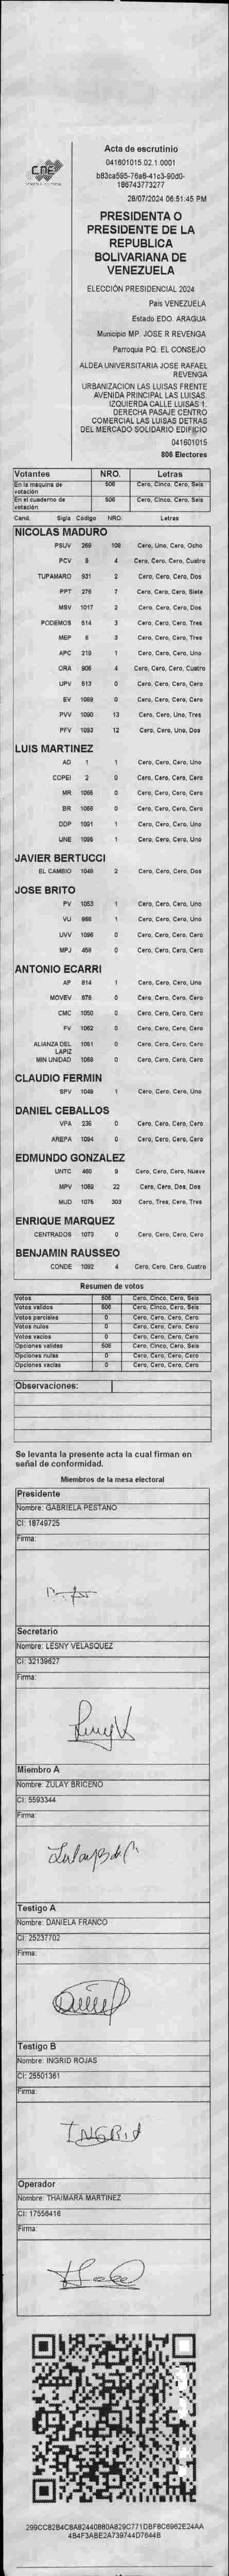 CNE
Acta de escrutinio
041601015.02.1.0001
b83ca595-76a8-41c3-90d0-
186743773277
28/07/2024 06:51:45 PM
PRESIDENTA O
PRESIDENTE DE LA
REPUBLICA
BOLIVARIANA DE
VENEZUELA
ELECCIÓN PRESIDENCIAL 2024
País VENEZUELA
Estado EDO. ARAGUA
Municipio MP. JOSE R REVENGA
Parroquia PQ. EL CONSEJO
ALDEA UNIVERSITARIA JOSE RAFAEL
REVENGA
URBANIZACION LAS LUISAS FRENTE
AVENIDA PRINCIPAL LAS LUISAS.
IZQUIERDA CALLE LUISAS 1.
DERECHA PASAJE CENTRO
COMERCIAL LAS LUISAS DETRAS
DEL MERCADO SOLIDARIO EDIFICIO
041601015
806 Electores
Votantes NRO. Letras
En la máquina de votación 506 Cero, Cinco, Cero, Seis
En el cuaderno de votación 506 Cero, Cinco, Cero, Seis
Cand. Sigla Código NRO. Letras
NICOLAS MADURO
PSUV 269 108 Cero, Uno, Cero, Ocho
PCV 8 4 Cero, Cero, Cero, Cuatro
TUPAMARO 931 2 Cero, Cero, Cero, Dos
PPT 276 7 Cero, Cero, Cero, Siete
MSV 1017 2 Cero, Cero, Cero, Dos
PODEMOS 514 3 Cero, Cero, Cero, Tres
MEP 6 3 Cero, Cero, Cero, Tres
APC 219 1 Cero, Cero, Cero, Uno
ORA 906 4 Cero, Cero, Cero, Cuatro
UPV 513 0 Cero, Cero, Cero, Cero
EV 1089 0 Cero, Cero, Cero, Cero
PVV 1090 13 Cero, Cero, Uno, Tres
PFV 1093 12 Cero, Cero, Uno, Dos
LUIS MARTINEZ
AD 1 1 Cero, Cero, Cero, Uno
COPEI 2 0 Cero, Cero, Cero, Cero
MR 1066 0 Cero, Cero, Cero, Cero
BR 1068 0 Cero, Cero, Cero, Cero
DDP 1091 1 Cero, Cero, Cero, Uno
UNE 1095 1 Cero, Cero, Cero, Uno
JAVIER BERTUCCI
EL CAMBIO 1048 2 Cero, Cero, Cero, Dos
JOSE BRITO
PV 1053 1 Cero, Cero, Cero, Uno
VU 868 1 Cero, Cero, Cero, Uno
UVV 1096 0 Cero, Cero, Cero, Cero
MPJ 458 0 Cero, Cero, Cero, Cero
ANTONIO ECARRI
AP 814 1 Cero, Cero, Cero, Uno
MOVEV 878 0 Cero, Cero, Cero, Cero
CMC 1050 0 Cero, Cero, Cero, Cero
FV 1062 0 Cero, Cero, Cero, Cero
ALIANZA DEL LAPIZ 1051 0 Cero, Cero, Cero, Cero
MIN UNIDAD 1068 0 Cero, Cero, Cero, Cero
CLAUDIO FERMIN
SPV 1049 1 Cero, Cero, Cero, Uno
DANIEL CEBALLOS
VPA 236 0 Cero, Cero, Cero, Cero
AREPA 1094 0 Cero, Cero, Cero, Cero
EDMUNDO GONZALEZ
UNTC 460 9 Cero, Cero, Cero, Nueve
MPV 1069 22 Cero, Cero, Dos, Dos
MUD 1076 303 Cero, Tres, Cero, Tres
ENRIQUE MARQUEZ
CENTRADOS 1073 0 Cero, Cero, Cero, Cero
BENJAMIN RAUSSEO
CONDE 1092 4 Cero, Cero, Cero, Cuatro
Resumen de votos
Votos 506 Cero, Cinco, Cero, Seis
Votos válidos 506 Cero, Cinco, Cero, Seis
Votos parciales 0 Cero, Cero, Cero, Cero
Votos nulos 0 Cero, Cero, Cero, Cero
Votos vacíos 0 Cero, Cero, Cero, Cero
Opciones validas 506 Cero, Cinco, Cero, Seis
Opciones nulas 0 Cero, Cero, Cero, Cero
Opciones vacías 0 Cero, Cero, Cero, Cero
Observaciones:
Se levanta la presente acta la cual firman en
señal de conformidad.
Miembros de la mesa electoral
Presidente
Nombre: GABRIELA PESTANO
CI: 18749725
Firma:
Secretario
Nombre: LESNY VELASQUEZ
CI: 32139627
Firma:
Miembro A
Nombre: ZULAY BRICENO
CI: 5593344
Firma:
Testigo A
Nombre: DANIELA FRANCO
CI: 25237702
Firma:
Testigo B
Nombre: INGRID ROJAS
CI: 25501361
Firma:
INGRid
Operador
Nombre: THAIMARA MARTINEZ
CI: 17556416
Firma:
299CC82B4C8A82440B80A829C771DBF8C6962E24AA
4B4F3ABE2A739744D7644B